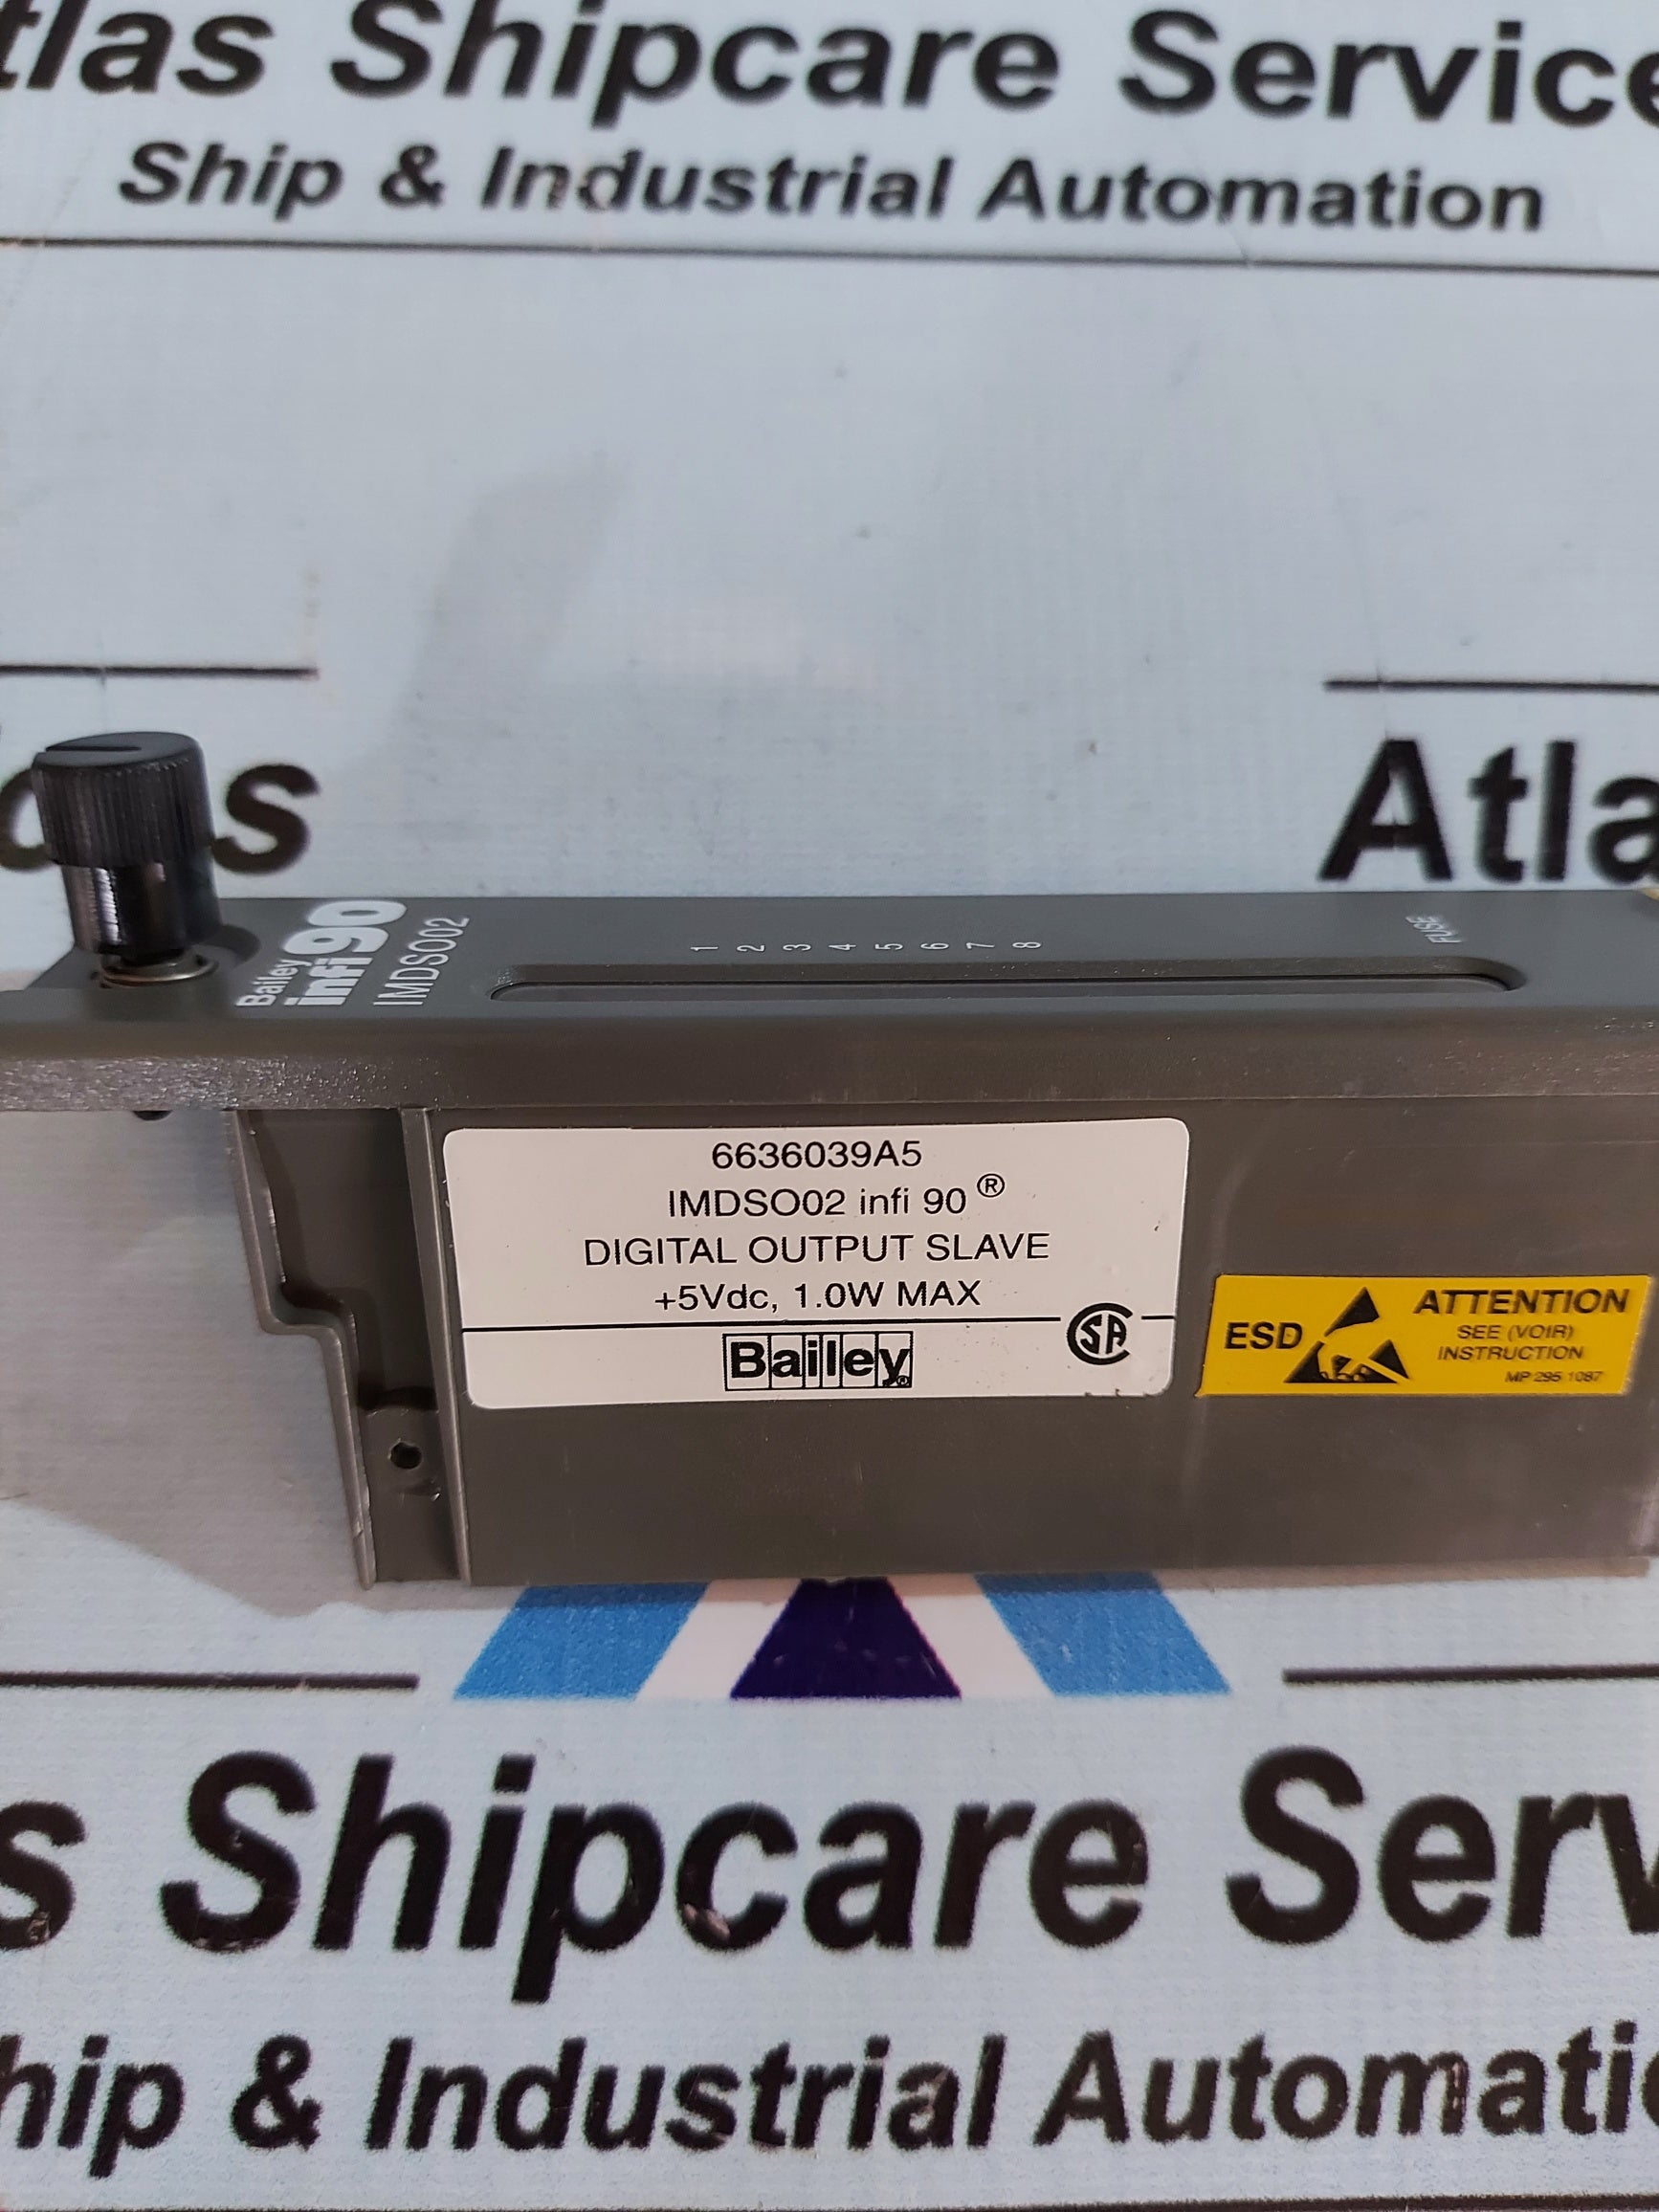 tlas Shipcare Service
Ship & Industrial Automation
as
Atla
Bailey
infi 90
IMDSO02
1 2 3 4 5 6 7 8
FUSE
6636039A5
IMDSO02 infi 90 ®
DIGITAL OUTPUT SLAVE
+5Vdc, 1.0W MAX
Bailey®
CSA
ESD
ATTENTION
SEE (VOIR)
INSTRUCTION
MP 295 1087
s Shipcare Serv
hip & Industrial Automati